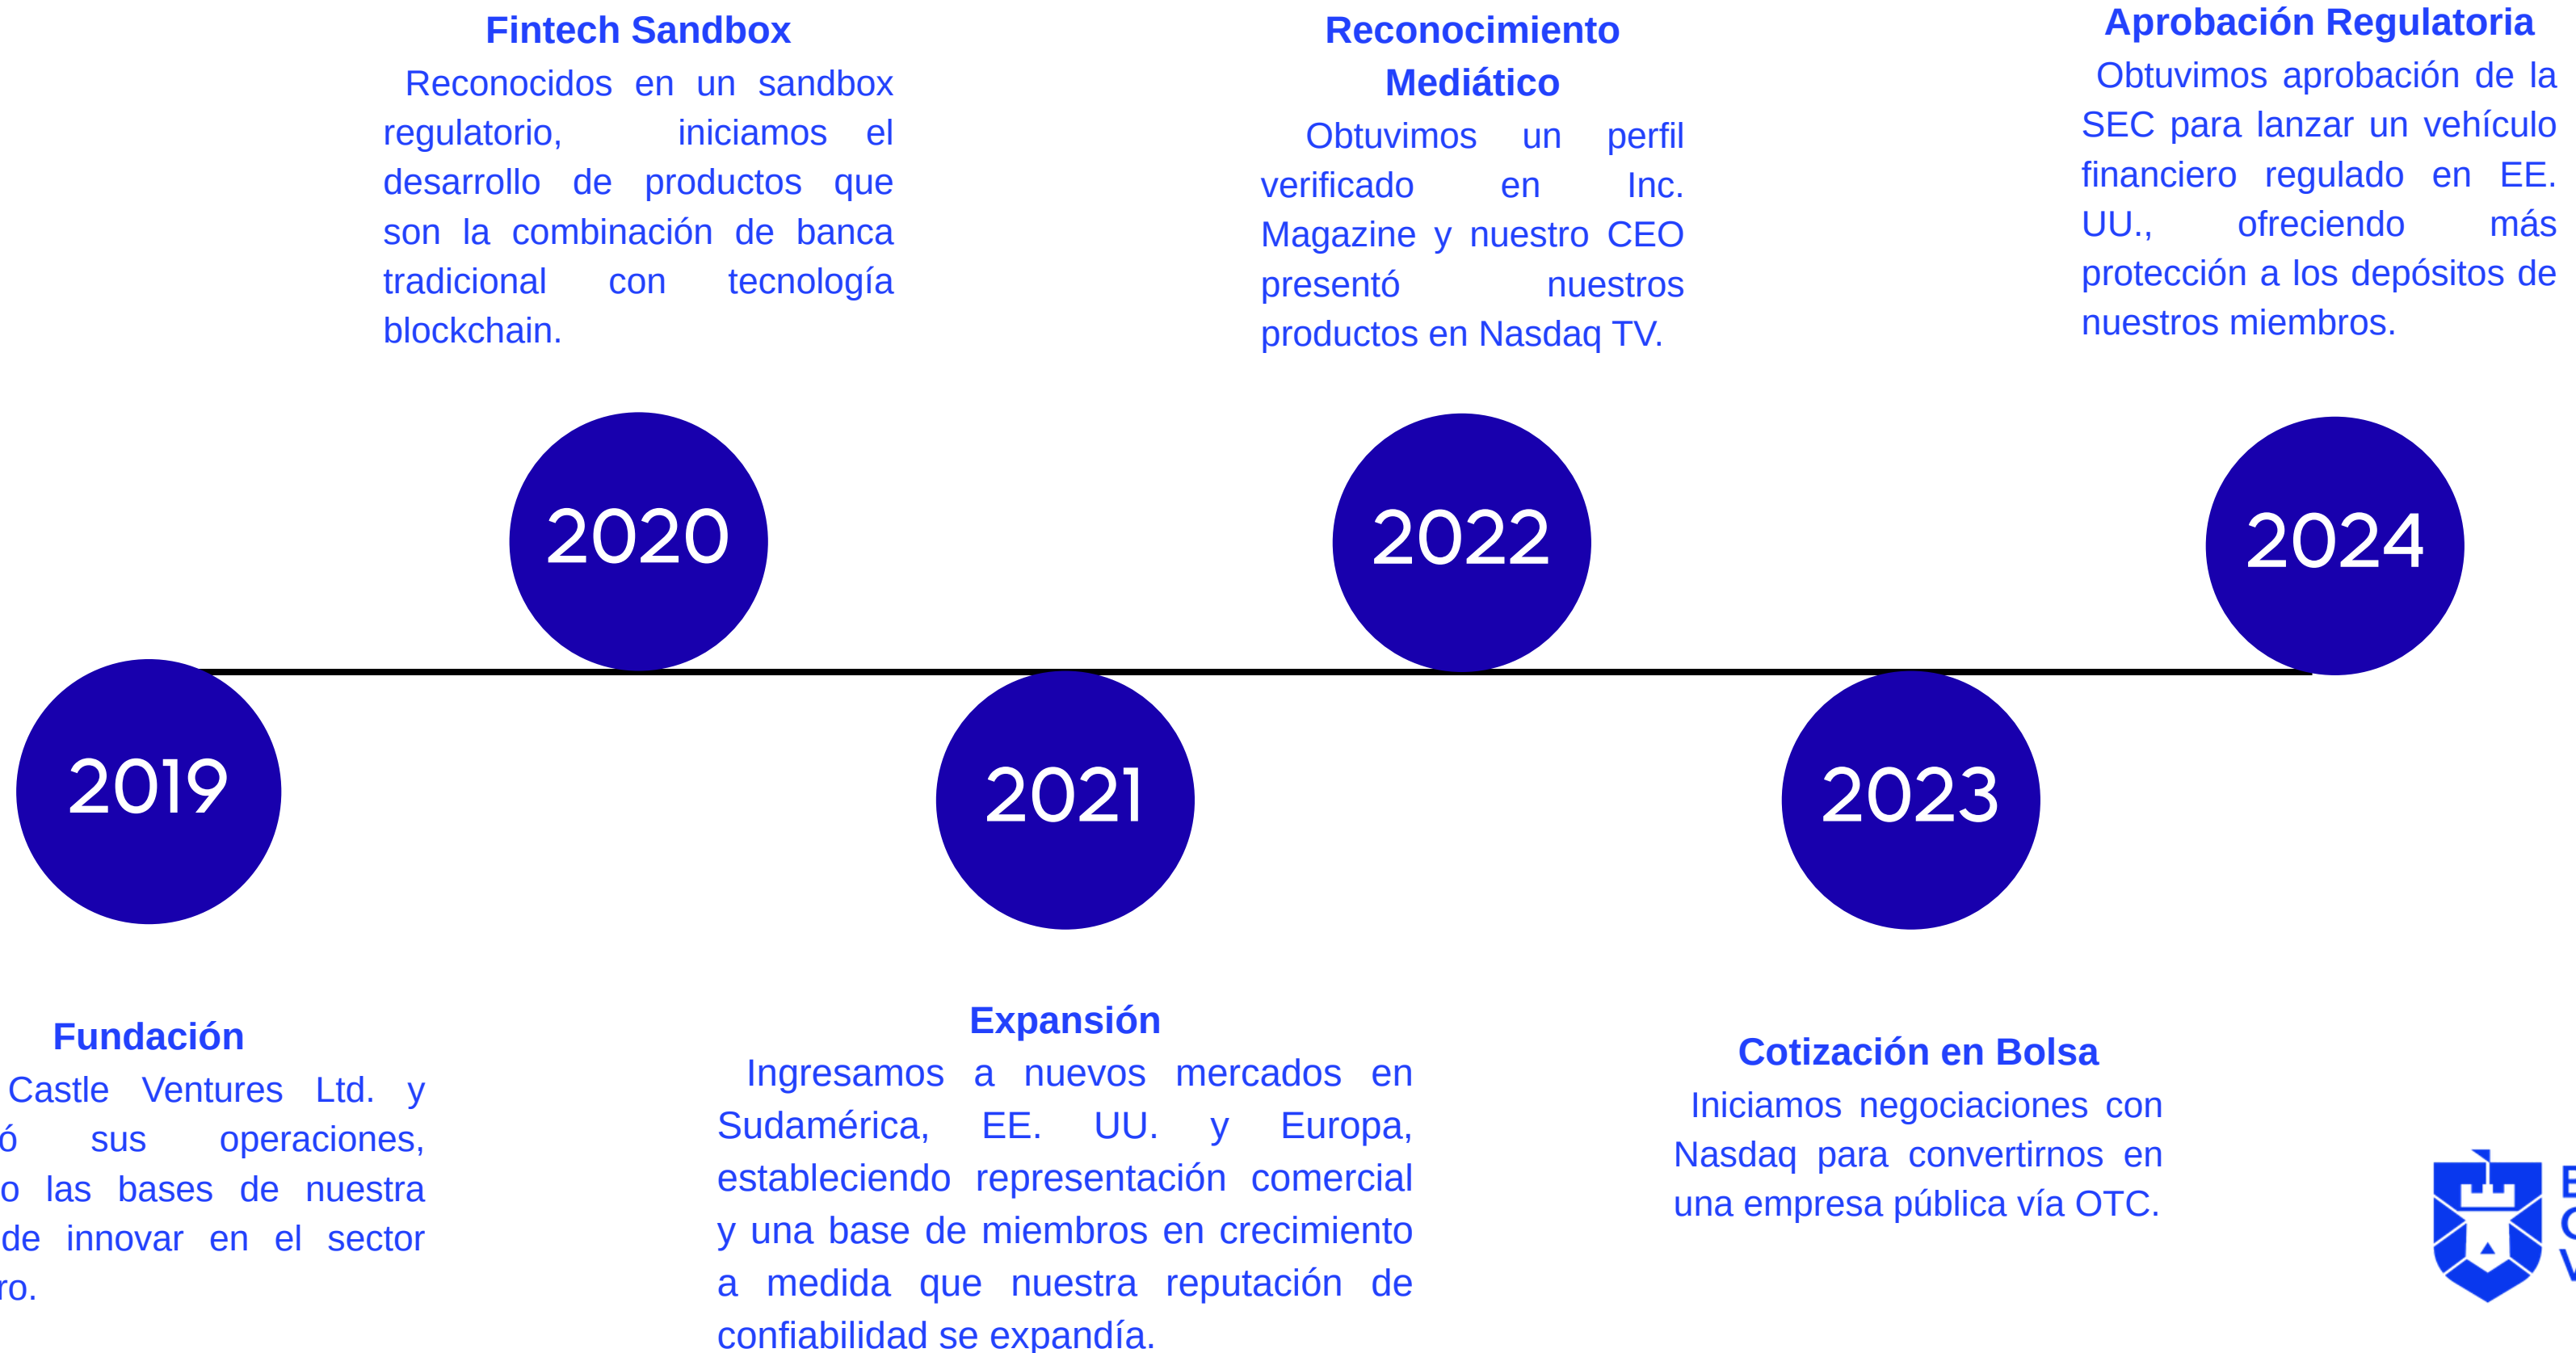 Fintech Sandbox
Reconocidos en un sandbox
regulatorio, iniciamos el
desarrollo de productos que
son la combinación de banca
tradicional con tecnología
blockchain.
Reconocimiento
Mediático
Obtuvimos un perfil
verificado en Inc.
Magazine y nuestro CEO
presentó nuestros
productos en Nasdaq TV.
Aprobación Regulatoria
Obtuvimos aprobación de la
SEC para lanzar un vehículo
financiero regulado en EE.
UU., ofreciendo más
protección a los depósitos de
nuestros miembros.
2020
2022
2024
2019
2021
2023
Fundación
Castle Ventures Ltd. y
sus operaciones,
las bases de nuestra
de innovar en el sector
Expansión
Ingresamos a nuevos mercados en
Sudamérica, EE. UU. y Europa,
estableciendo representación comercial
y una base de miembros en crecimiento
a medida que nuestra reputación de
confiabilidad se expandía.
Cotización en Bolsa
Iniciamos negociaciones con
Nasdaq para convertirnos en
una empresa pública vía OTC.